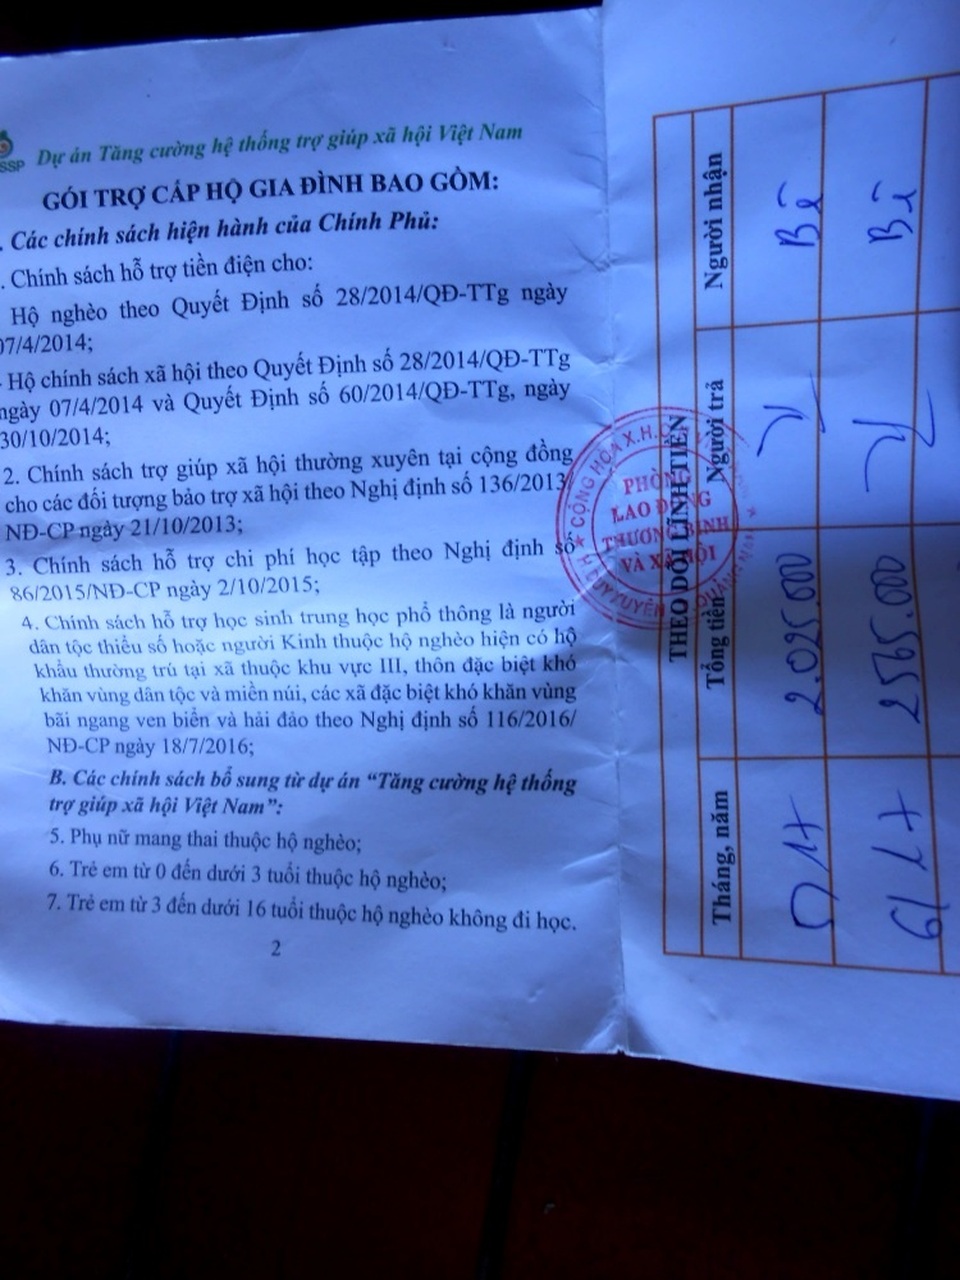 SSP
Dự án Tăng cường hệ thống trợ giúp xã hội Việt Nam
GÓI TRỢ CẤP HỘ GIA ĐÌNH BAO GỒM:
. Các chính sách hiện hành của Chính Phủ:
. Chính sách hỗ trợ tiền điện cho:
Hộ nghèo theo Quyết Định số 28/2014/QĐ-TTg ngày
07/4/2014;
- Hộ chính sách xã hội theo Quyết Định số 28/2014/QĐ-TTg
ngày 07/4/2014 và Quyết Định số 60/2014/QĐ-TTg, ngày
30/10/2014;
2. Chính sách trợ giúp xã hội thường xuyên tại cộng đồng
cho các đối tượng bảo trợ xã hội theo Nghị định số 136/2013/
NĐ-CP ngày 21/10/2013;
3. Chính sách hỗ trợ chi phí học tập theo Nghị định số
86/2015/NĐ-CP ngày 2/10/2015;
4. Chính sách hỗ trợ học sinh trung học phổ thông là người
dân tộc thiểu số hoặc người Kinh thuộc hộ nghèo hiện có hộ
khẩu thường trú tại xã thuộc khu vực III, thôn đặc biệt khó
khăn vùng dân tộc và miền núi, các xã đặc biệt khó khăn vùng
bãi ngang ven biển và hải đảo theo Nghị định số 116/2016/
NĐ-CP ngày 18/7/2016;
B. Các chính sách bổ sung từ dự án “Tăng cường hệ thống
trợ giúp xã hội Việt Nam”:
5. Phụ nữ mang thai thuộc hộ nghèo;
6. Trẻ em từ 0 đến dưới 3 tuổi thuộc hộ nghèo;
7. Trẻ em từ 3 đến dưới 16 tuổi thuộc hộ nghèo không đi học.
2
THEO DÕI LĨNH TIỀN
Tháng, năm Tổng tiền Người trả Người nhận
5/17 2.025.000
6/17 2565.000
CỘNG HÒA X.H.
PHÒNG
LAO ĐỘNG
THƯƠNG BINH
VÀ XÃ HỘI
H DUY XUYÊN